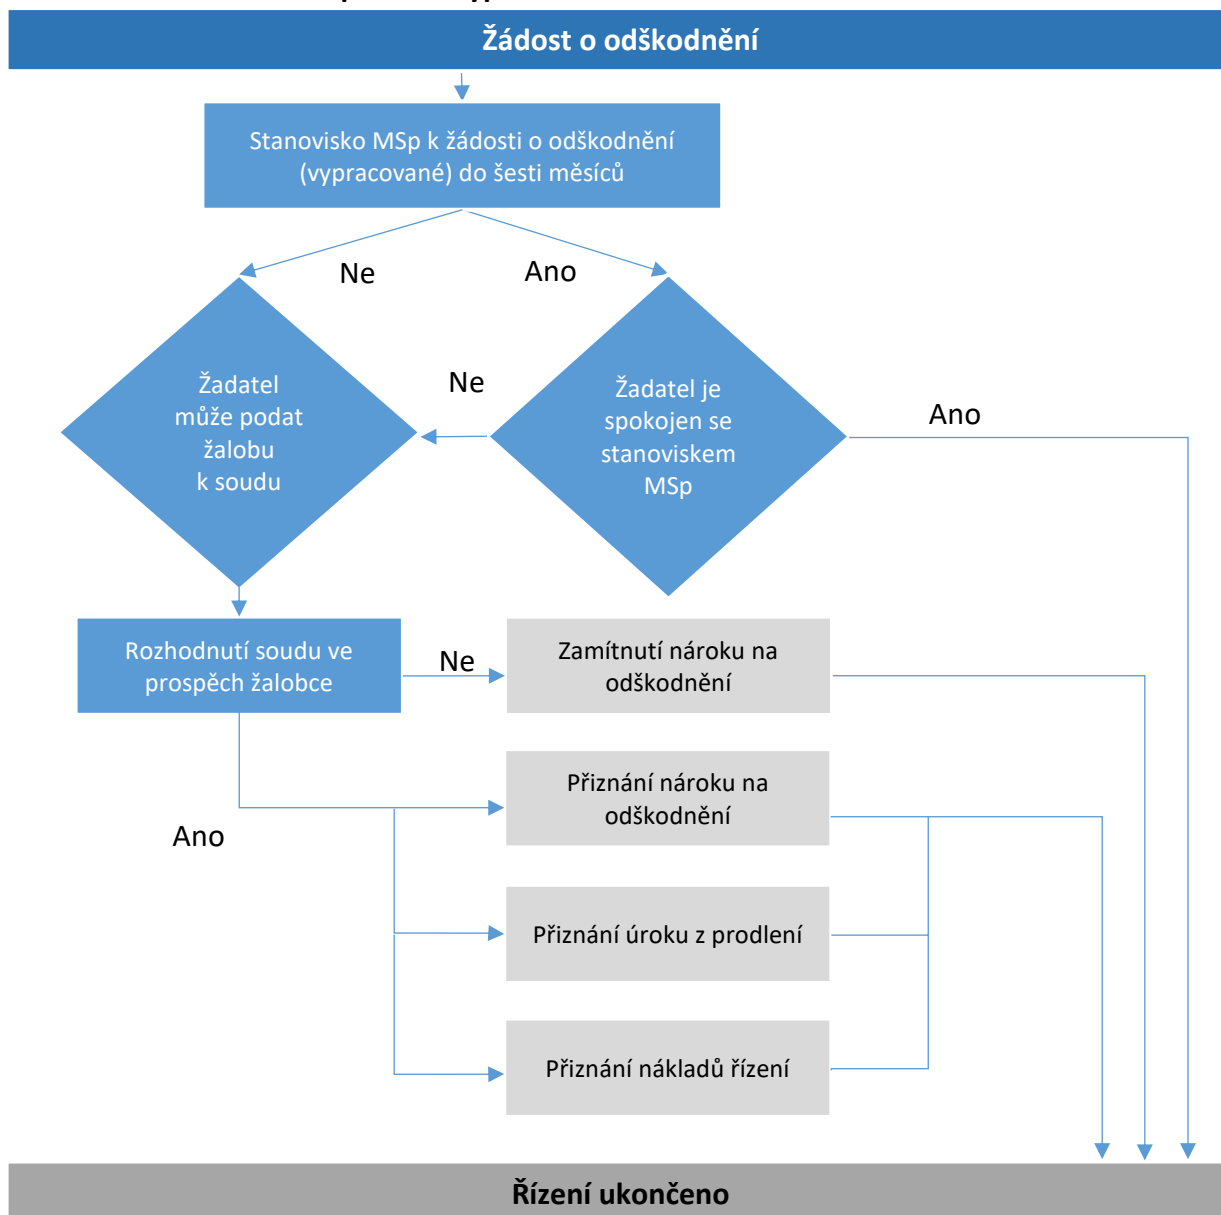 Žádost o odškodnění
Stanovisko MSp k žádosti o odškodnění
(vypracované) do šesti měsíců
Ne
Ano
Žadatel
může podat
žalobu
k soudu
Ne
Žadatel je
spokojen se
stanoviskem
MSp
Ano
Rozhodnutí soudu ve
prospěch žalobce
Ne
Zamítnutí nároku na
odškodnění
Přiznání nároku na
odškodnění
Ano
Přiznání úroku z prodlení
Přiznání nákladů řízení
Řízení ukončeno